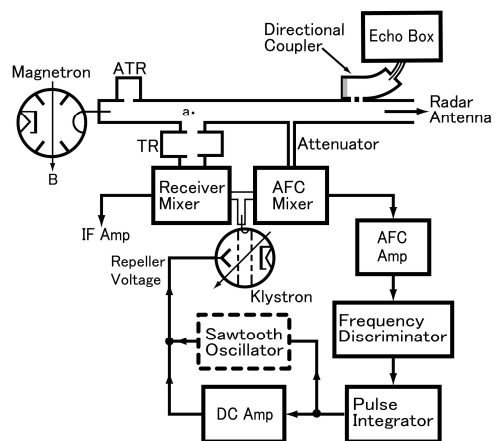 Directional
Coupler
Echo Box
Magnetron
ATR
a.
Radar
Antenna
TR
Attenuator
B
Receiver
Mixer
AFC
Mixer
IF Amp
AFC
Amp
Repeller
Voltage
Klystron
Sawtooth
Oscillator
Frequency
Discriminator
DC Amp
Pulse
Integrator